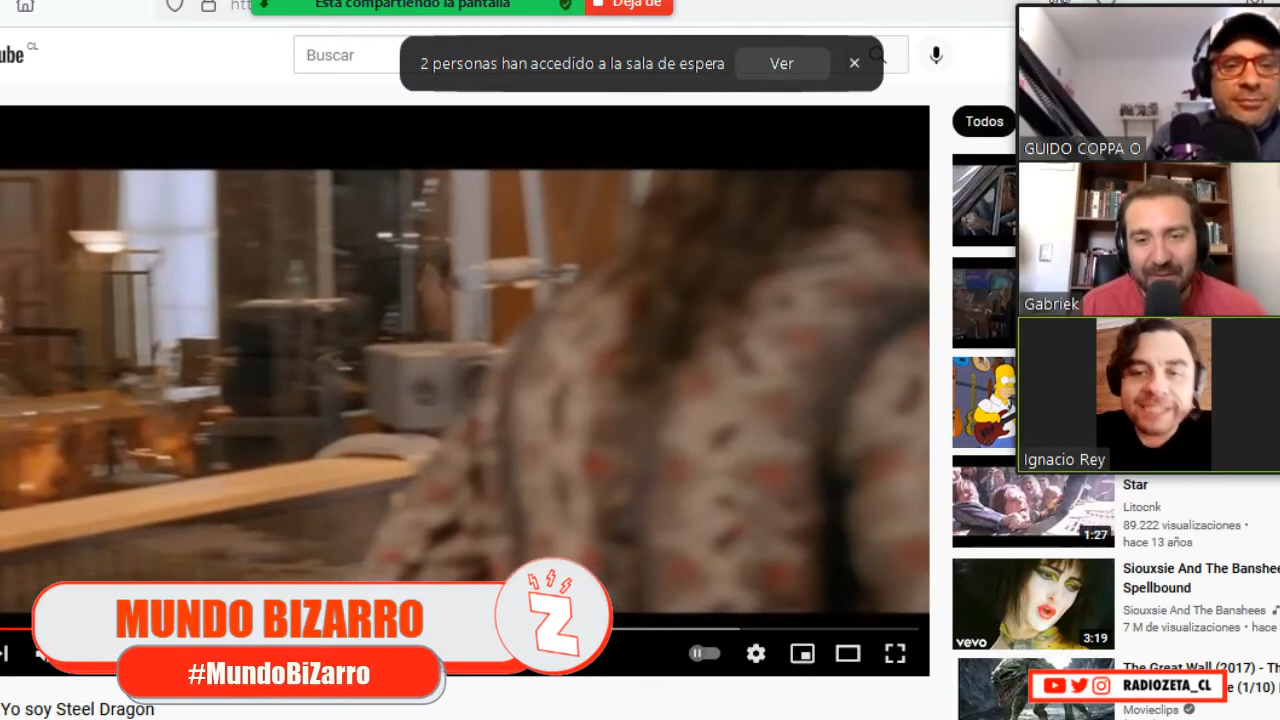 Está compartiendo la pantalla
Deja de
ube CL
Buscar
2 personas han accedido a la sala de espera
Ver
Todos
GUIDO COPPA O
Gabriek
Ignacio Rey
Star
Litocnk
89.222 visualizaciones •
hace 13 años
1:27
Siouxsie And The Banshee
Spellbound
Siouxsie And The Banshees
7 M de visualizaciones • hace
vevo
3:19
The Great Wall (2017) - Th
e (1/10)
Movieclips
RADIOZETA_CL
MUNDO BIZARRO
#MundoBiZarro
Z
Yo soy Steel Dragon